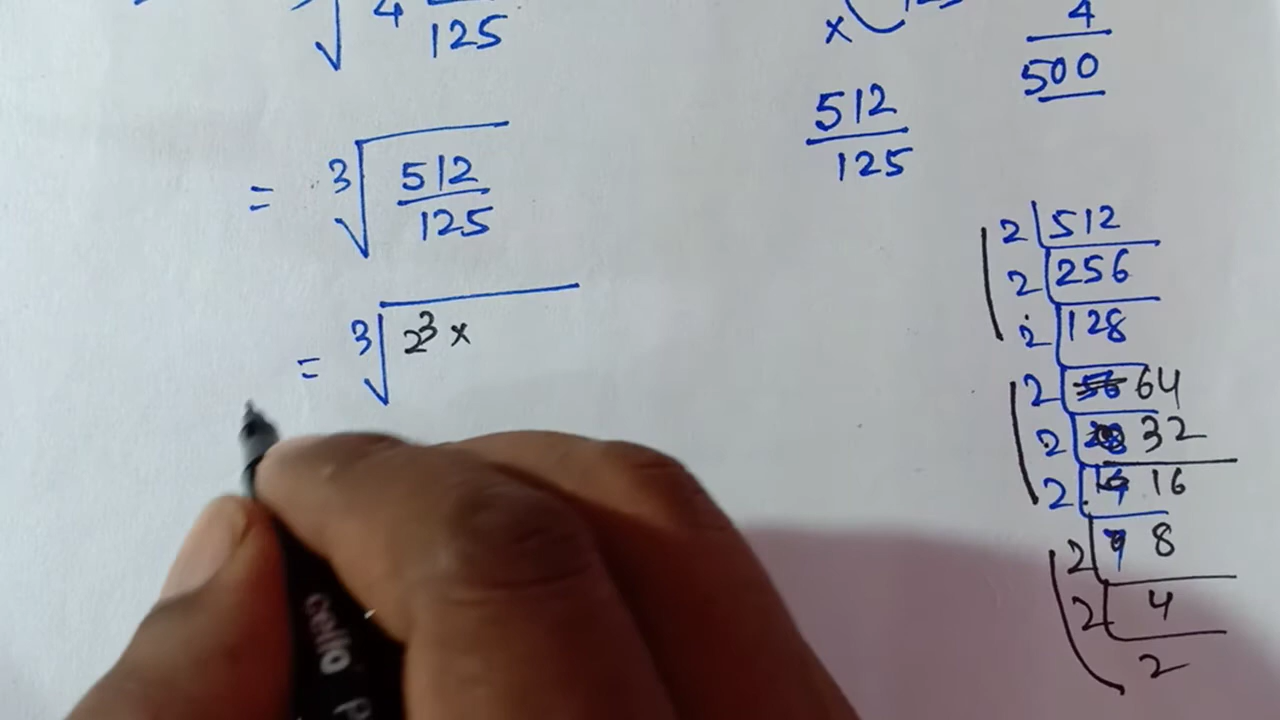 3√ 4 /125
= 3√ 512/125
= 3√ 2³ ×
×
4
500
512/125
2 | 512
2 | 256
2 | 128
2 | 64
2 | 32
2 | 16
2 | 8
2 | 4
2
cello